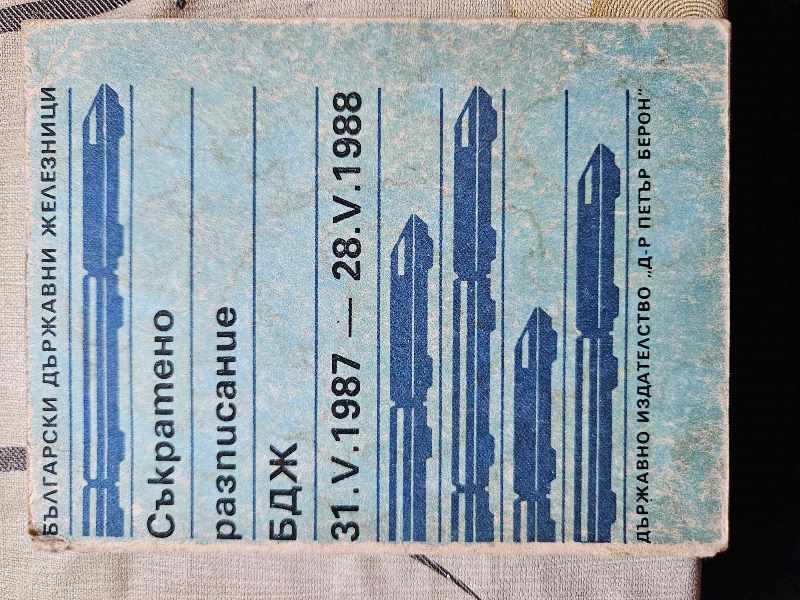 БЪЛГАРСКИ ДЪРЖАВНИ ЖЕЛЕЗНИЦИ
Съкратено
разписание
БДЖ
31.V.1987 — 28.V.1988
ДЪРЖАВНО ИЗДАТЕЛСТВО „Д-Р ПЕТЪР БЕРОН"